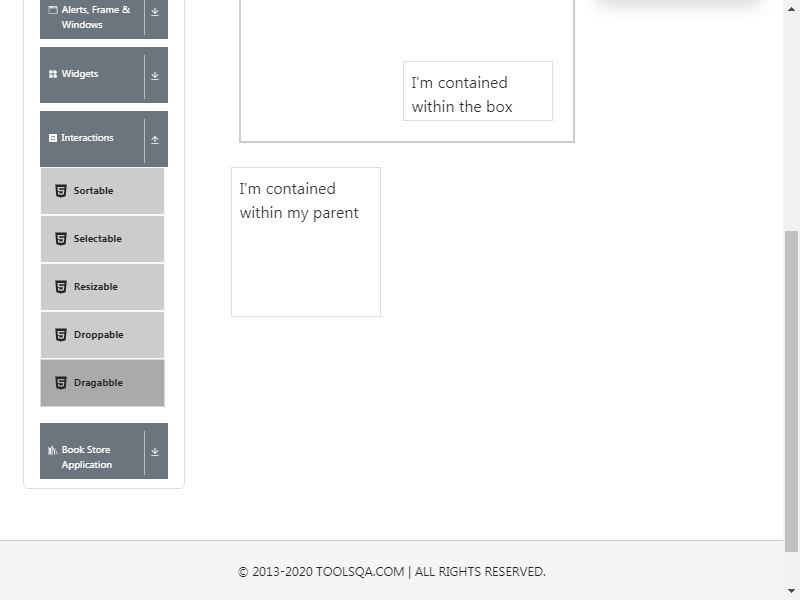 Alerts, Frame &
Windows
Widgets
Interactions
Sortable
Selectable
Resizable
Droppable
Dragabble
Book Store
Application
I'm contained
within the box
I'm contained
within my parent
© 2013-2020 TOOLSQA.COM | ALL RIGHTS RESERVED.